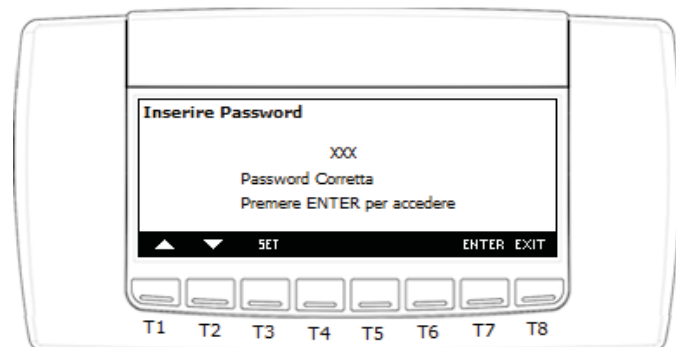 Inserire Password
XXX
Password Corretta
Premere ENTER per accedere
SET ENTER EXIT
T1 T2 T3 T4 T5 T6 T7 T8